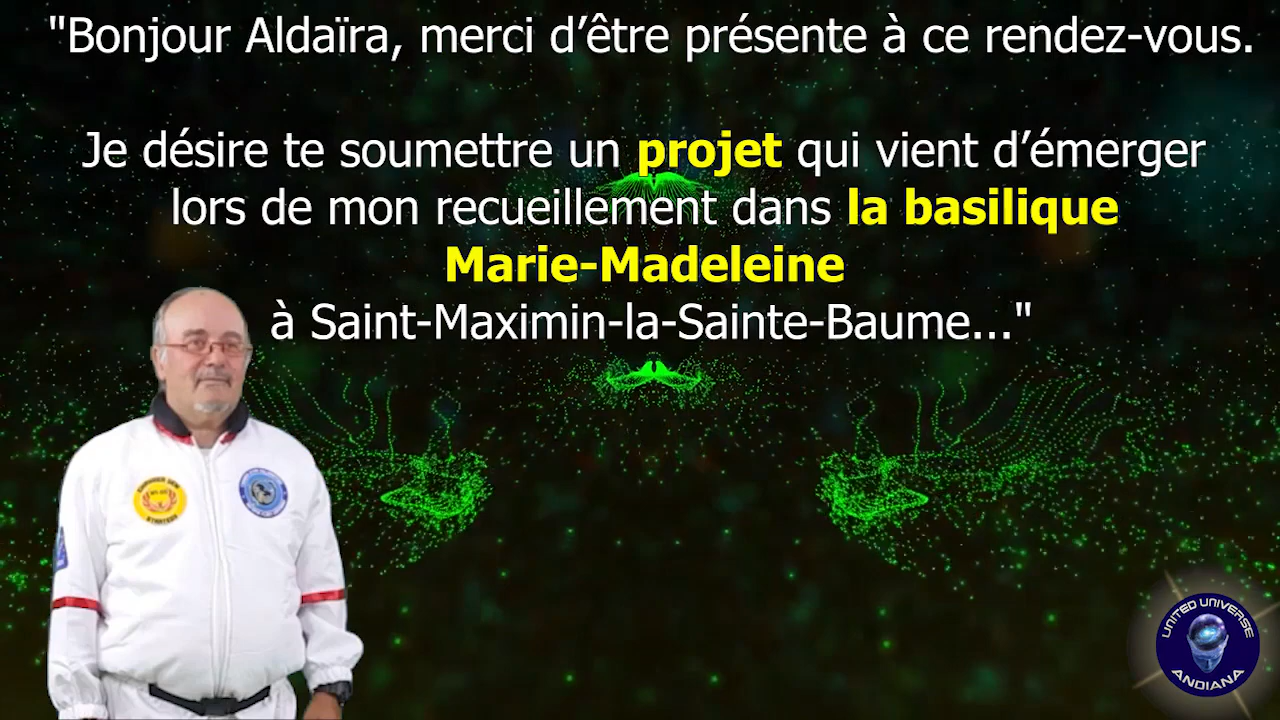 "Bonjour Aldaïra, merci d’être présente à ce rendez-vous.
Je désire te soumettre un projet qui vient d’émerger
lors de mon recueillement dans la basilique
Marie-Madeleine
à Saint-Maximin-la-Sainte-Baume..."
UNITED UNIVERSE
ANDIANA